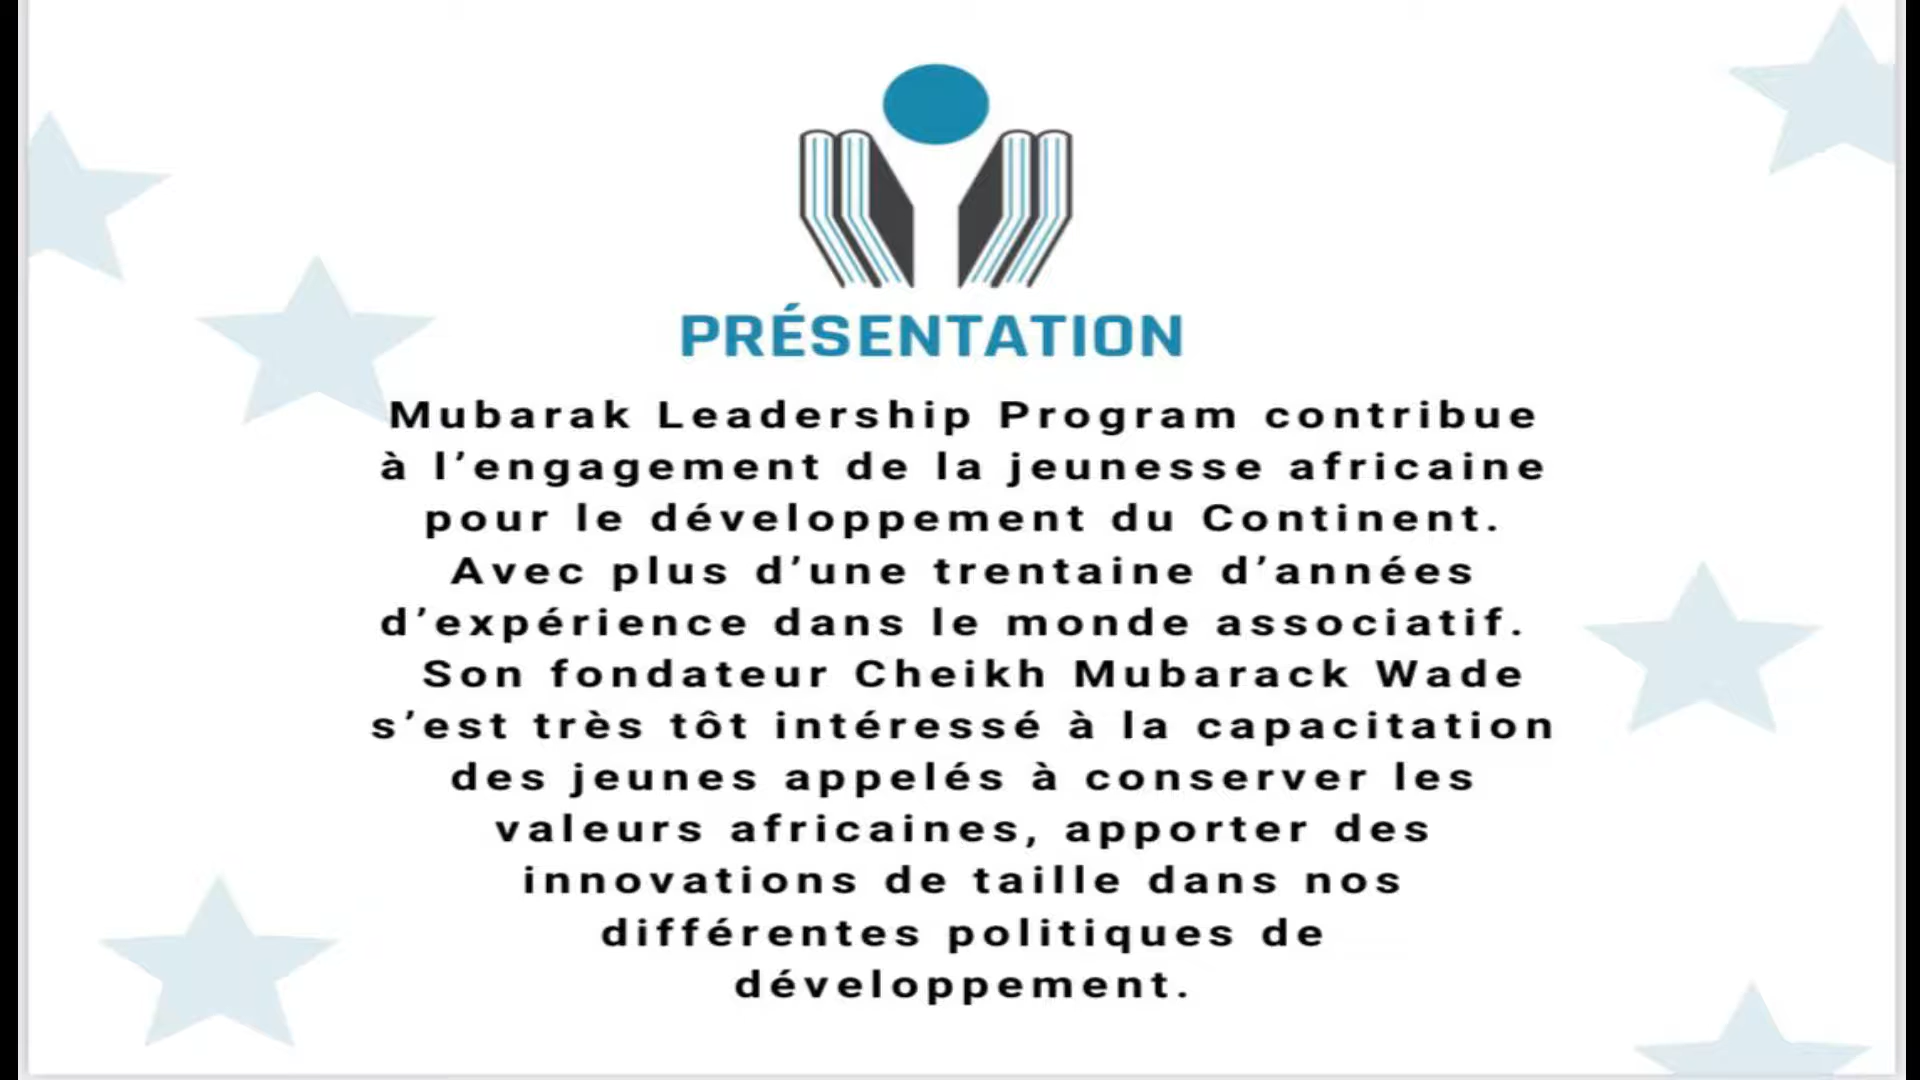 PRÉSENTATION
Mubarak Leadership Program contribue
à l’engagement de la jeunesse africaine
pour le développement du Continent.
Avec plus d’une trentaine d’années
d’expérience dans le monde associatif.
Son fondateur Cheikh Mubarack Wade
s’est très tôt intéressé à la capacitation
des jeunes appelés à conserver les
valeurs africaines, apporter des
innovations de taille dans nos
différentes politiques de
développement.